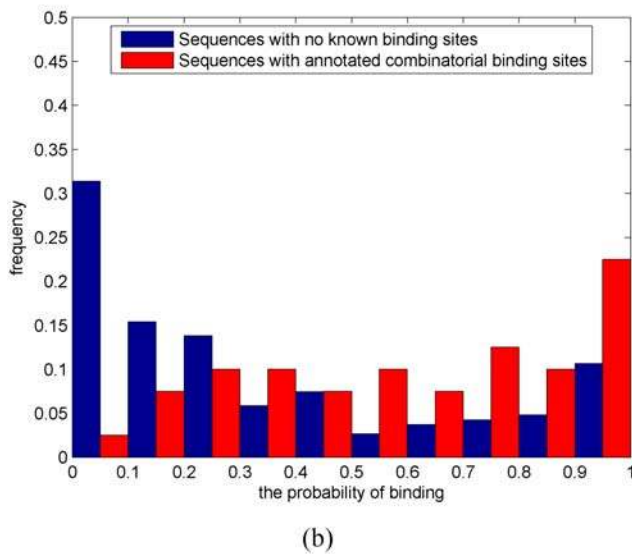 0.5
Sequences with no known binding sites
0.45
Sequences with annotated combinatorial binding sites
0.4
0.35
0.3
0.25
0.2
0.15
0.1
0.05
0
frequency
0 0.1 0.2 0.3 0.4 0.5 0.6 0.7 0.8 0.9 1
the probability of binding
(b)